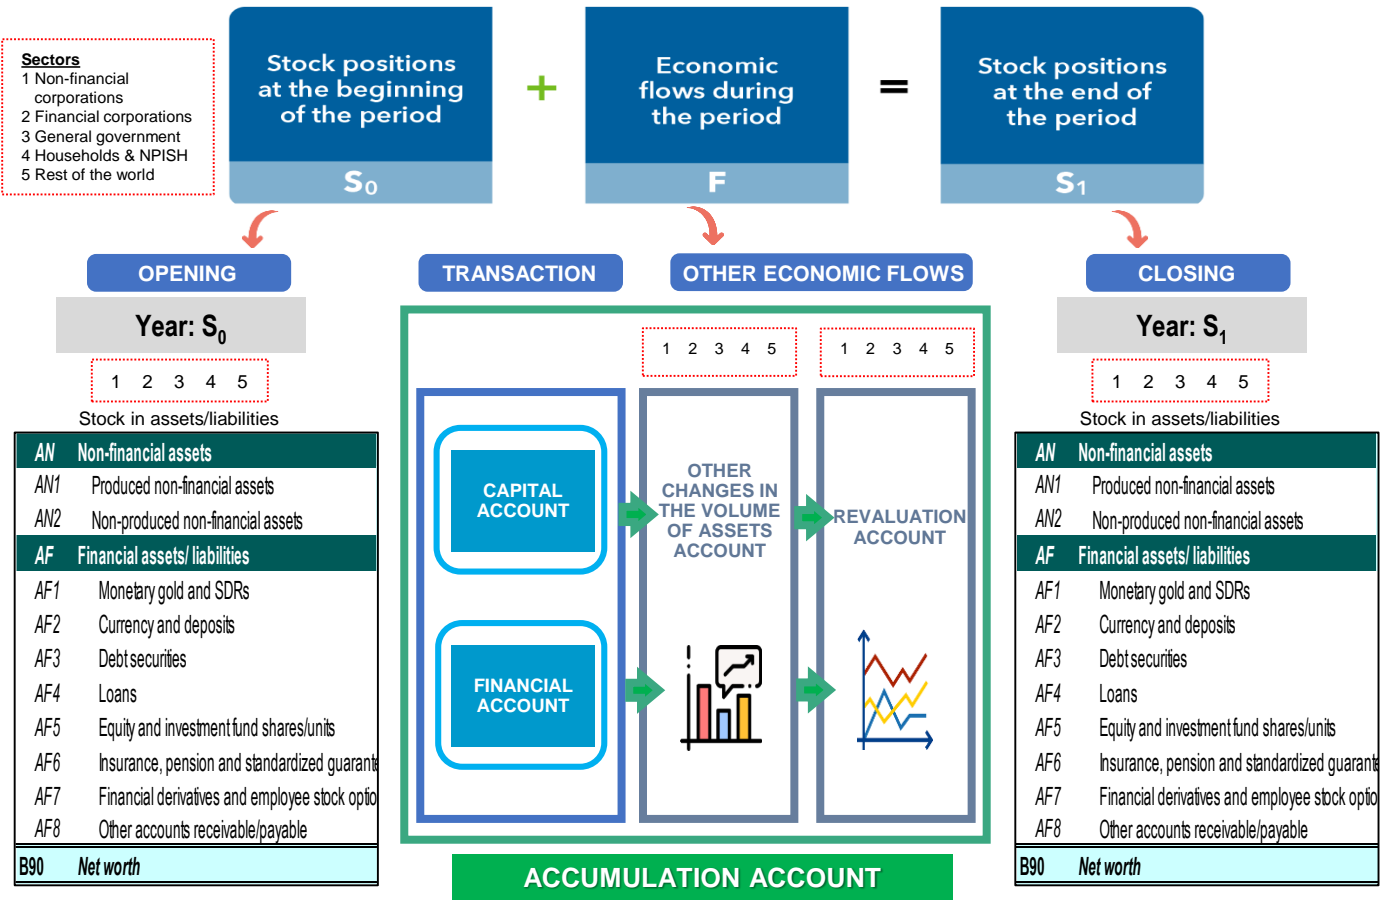 Sectors
1 Non-financial
corporations
2 Financial corporations
3 General government
4 Households & NPISH
5 Rest of the world
Stock positions
at the beginning
of the period
S₀
+
Economic
flows during
the period
F
=
Stock positions
at the end of
the period
S₁
OPENING
Year: S₀
1 2 3 4 5
Stock in assets/liabilities
AN Non-financial assets
AN1 Produced non-financial assets
AN2 Non-produced non-financial assets
AF Financial assets/ liabilities
AF1 Monetary gold and SDRs
AF2 Currency and deposits
AF3 Debt securities
AF4 Loans
AF5 Equity and investment fund shares/units
AF6 Insurance, pension and standardized guarante
AF7 Financial derivatives and employee stock optio
AF8 Other accounts receivable/payable
B90 Net worth
TRANSACTION
OTHER ECONOMIC FLOWS
1 2 3 4 5
1 2 3 4 5
CAPITAL
ACCOUNT
FINANCIAL
ACCOUNT
OTHER
CHANGES IN
THE VOLUME
OF ASSETS
ACCOUNT
REVALUATION
ACCOUNT
ACCUMULATION ACCOUNT
CLOSING
Year: S₁
1 2 3 4 5
Stock in assets/liabilities
AN Non-financial assets
AN1 Produced non-financial assets
AN2 Non-produced non-financial assets
AF Financial assets/ liabilities
AF1 Monetary gold and SDRs
AF2 Currency and deposits
AF3 Debt securities
AF4 Loans
AF5 Equity and investment fund shares/units
AF6 Insurance, pension and standardized guarante
AF7 Financial derivatives and employee stock optio
AF8 Other accounts receivable/payable
B90 Net worth